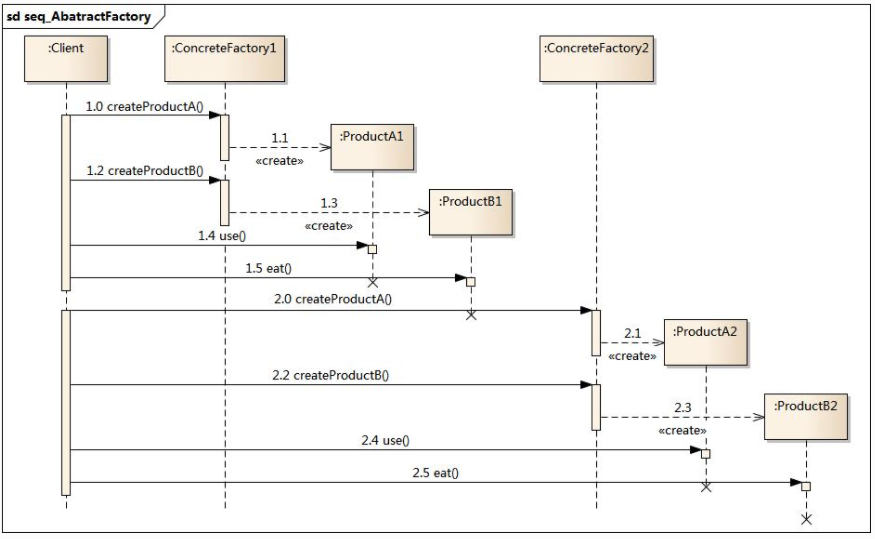 sd seq_AbatractFactory
:Client
:ConcreteFactory1
:ConcreteFactory2
1.0 createProductA()
1.1
:ProductA1
«create»
1.2 createProductB()
1.3
:ProductB1
«create»
1.4 use()
1.5 eat()
2.0 createProductA()
2.1
:ProductA2
«create»
2.2 createProductB()
2.3
:ProductB2
«create»
2.4 use()
2.5 eat()